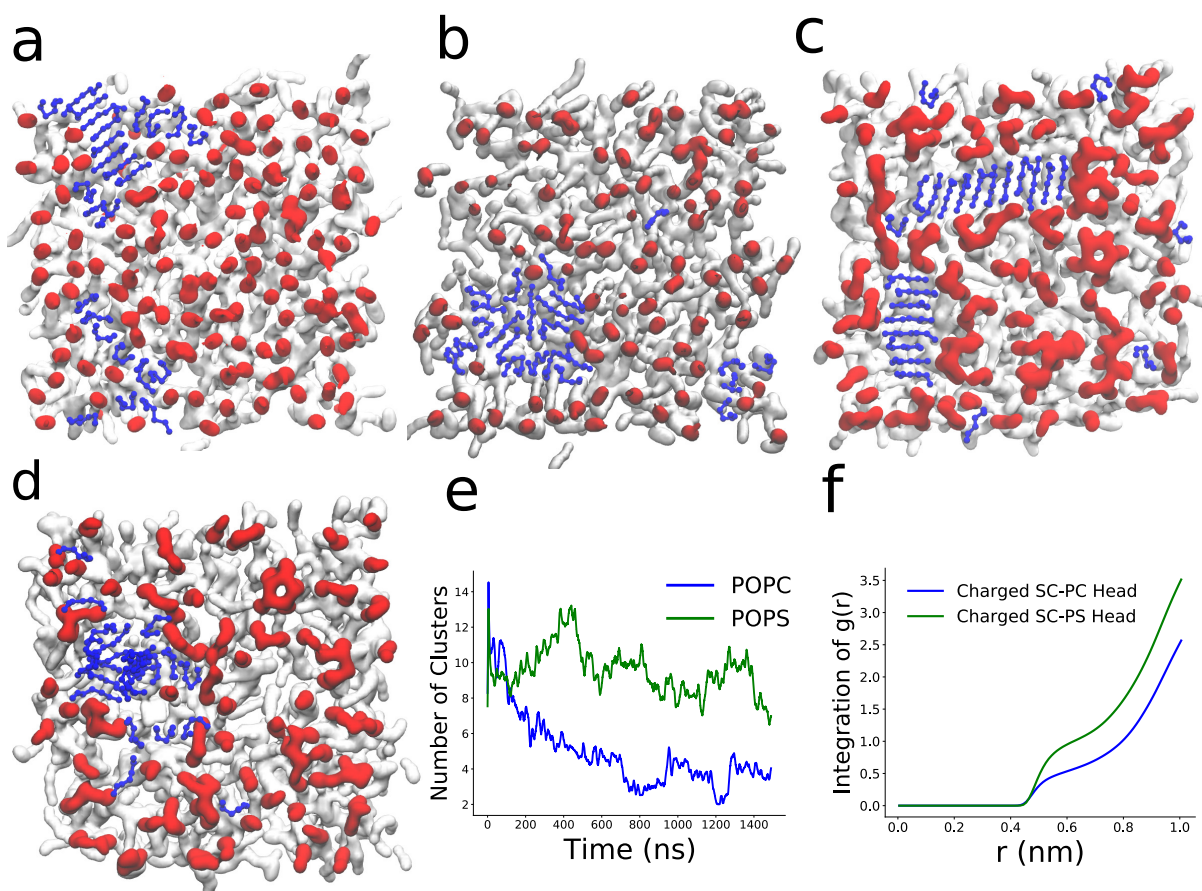 a
b
c
d
e
Number of Clusters
14
12
10
8
6
4
2
0
200
400
600
800
1000
1200
1400
Time (ns)
POPC
POPS
f
Integration of g(r)
3.5
3.0
2.5
2.0
1.5
1.0
0.5
0.0
0.0
0.2
0.4
0.6
0.8
1.0
r (nm)
Charged SC-PC Head
Charged SC-PS Head